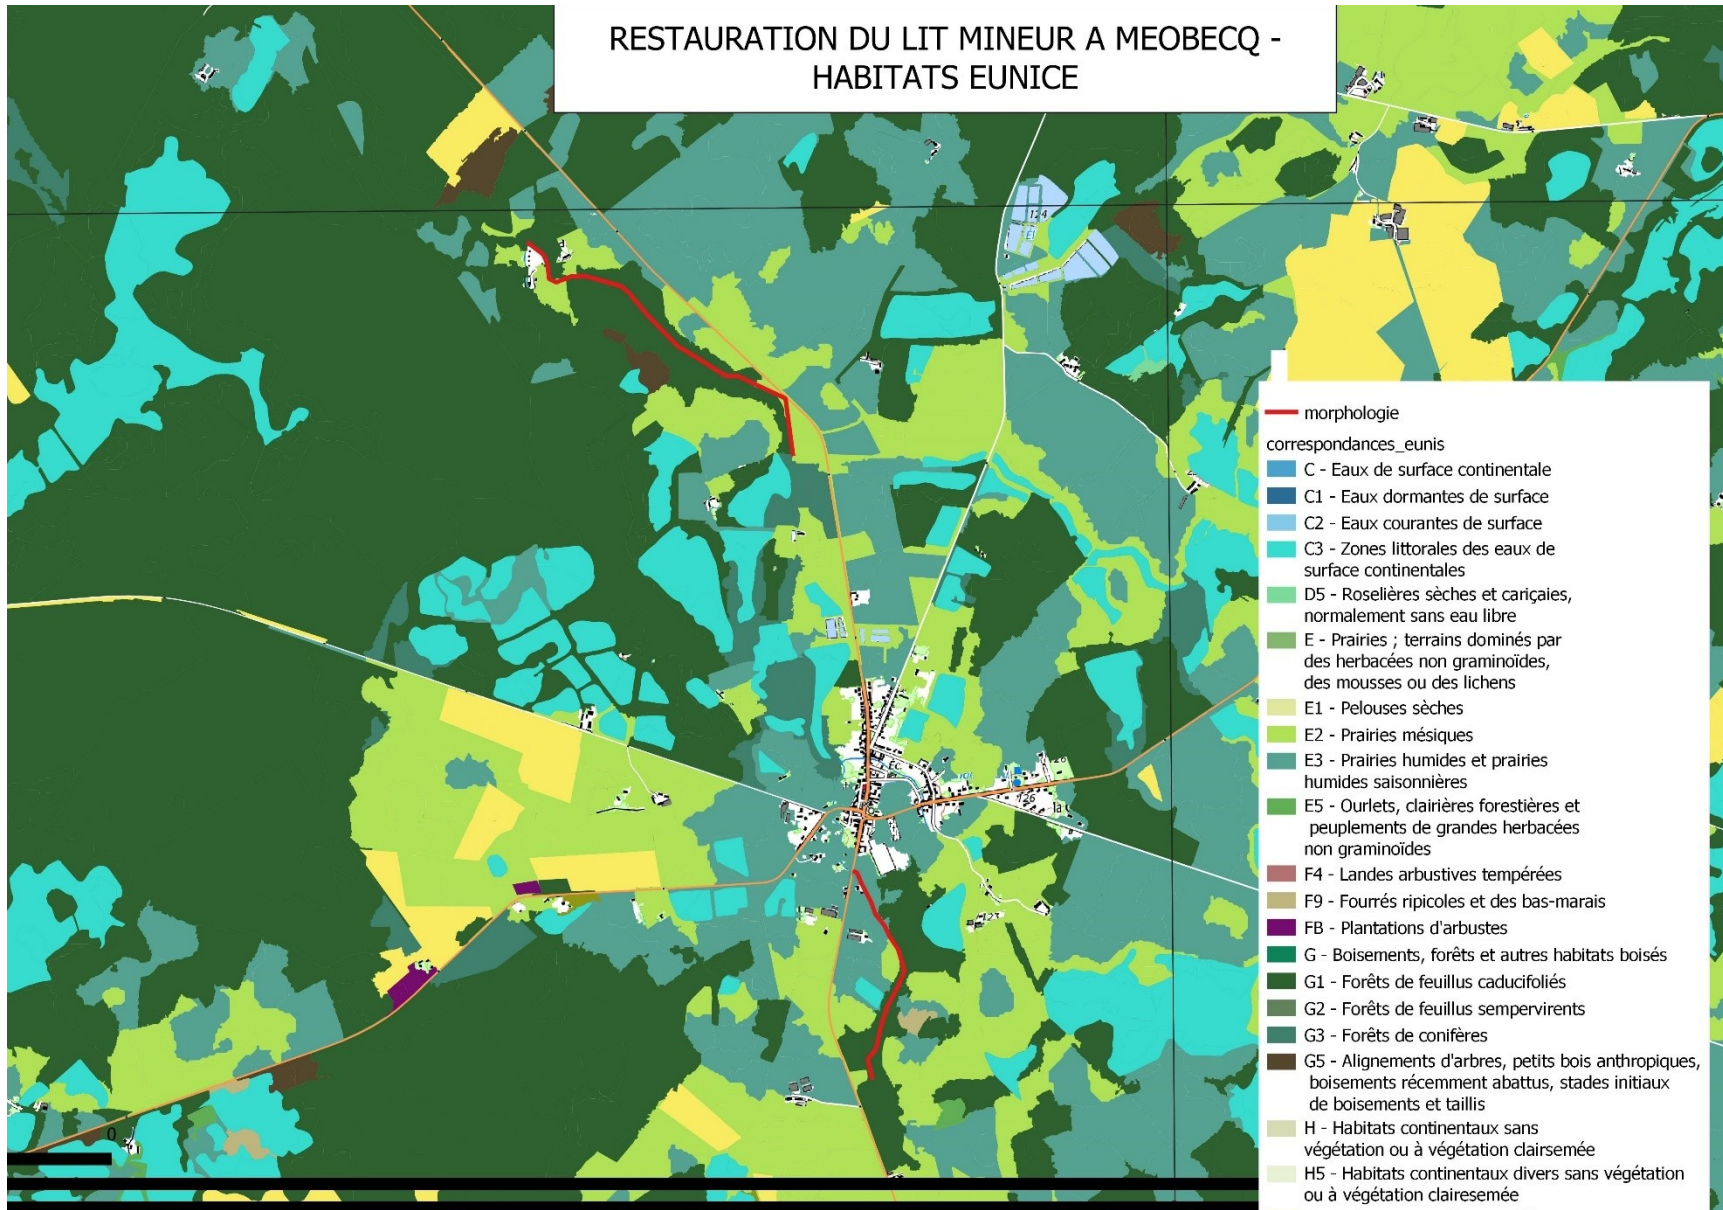 RESTAURATION DU LIT MINEUR A MEOBECQ -
HABITATS EUNICE
124
morphologie
correspondances_eunis
C - Eaux de surface continentale
C1 - Eaux dormantes de surface
C2 - Eaux courantes de surface
C3 - Zones littorales des eaux de
surface continentales
D5 - Roselières sèches et cariçaies,
normalement sans eau libre
E - Prairies ; terrains dominés par
des herbacées non graminoïdes,
des mousses ou des lichens
E1 - Pelouses sèches
E2 - Prairies mésiques
E3 - Prairies humides et prairies
humides saisonnières
E5 - Ourlets, clairières forestières et
peuplements de grandes herbacées
non graminoïdes
F4 - Landes arbustives tempérées
F9 - Fourrés ripicoles et des bas-marais
FB - Plantations d'arbustes
G - Boisements, forêts et autres habitats boisés
G1 - Forêts de feuillus caducifoliés
G2 - Forêts de feuillus sempervirents
G3 - Forêts de conifères
G5 - Alignements d'arbres, petits bois anthropiques,
boisements récemment abattus, stades initiaux
de boisements et taillis
H - Habitats continentaux sans
végétation ou à végétation clairsemée
H5 - Habitats continentaux divers sans végétation
ou à végétation clairesemée
126
0